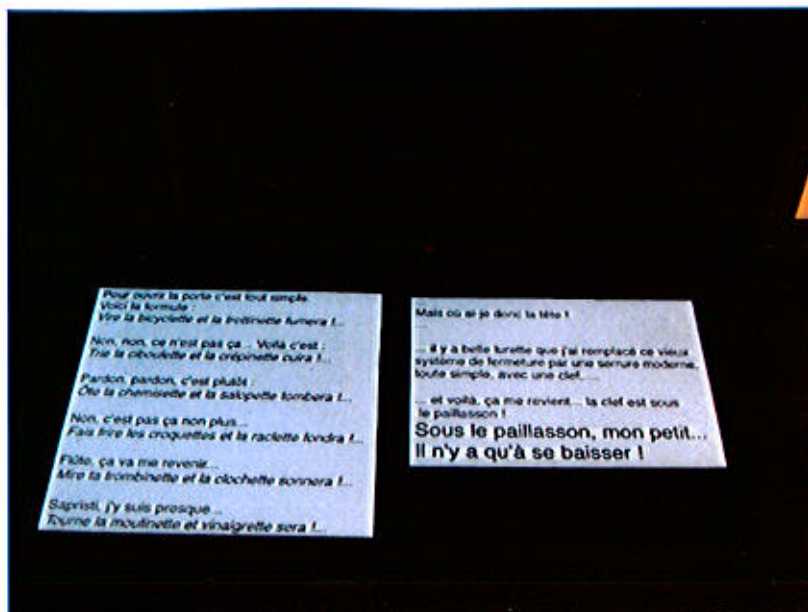 Pour ouvrir la porte c'est tout simple.
Voici la formule :
Vire la bicyclette et la trottinette fumera !...
Non, non, ce n'est pas ça... Voilà c'est :
Trie la ciboulette et la crépinette cuira !...
Pardon, pardon, c'est plutôt :
Ôte la chemisette et la salopette tombera !...
Non, c'est pas ça non plus...
Fais frire les croquettes et la raclette fondra !...
Flûte, ça va me revenir...
Mire ta trombinette et la clochette sonnera !...
Sapristi, j'y suis presque...
Tourne la moulinette et vinaigrette sera !...
...
Mais où ai-je donc la tête !
...
... il y a belle lurette que j'ai remplacé ce vieux
système de fermeture par une serrure moderne,
toute simple, avec une clef.....
... et voilà, ça me revient.... la clef est sous
le paillasson !
Sous le paillasson, mon petit...
Il n'y a qu'à se baisser !